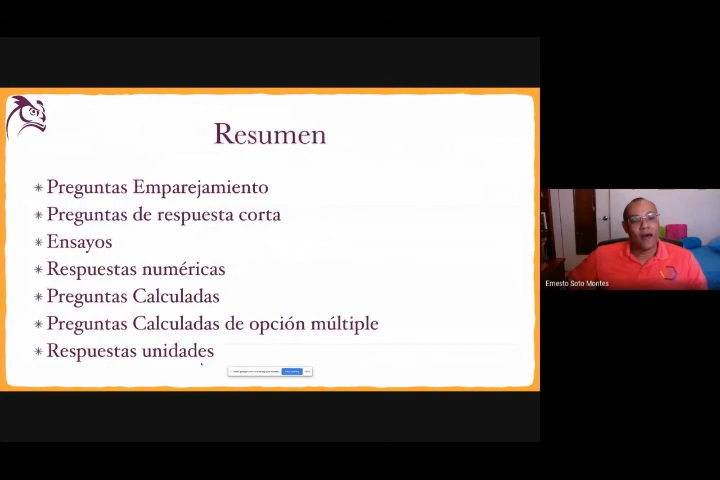 Resumen
Preguntas Emparejamiento
Preguntas de respuesta corta
Ensayos
Respuestas numéricas
Preguntas Calculadas
Preguntas Calculadas de opción múltiple
Respuestas unidades
Ernesto Soto Montes